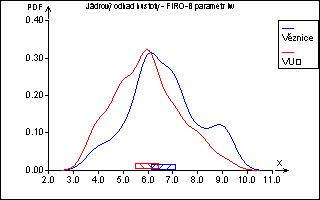 Jádrový odhad hustoty - FIRO-B parametr Iw
PDF
Věznice
VÚO
0.40
0.30
0.20
0.10
0.00
2.0 3.0 4.0 5.0 6.0 7.0 8.0 9.0 10.0 11.0
X